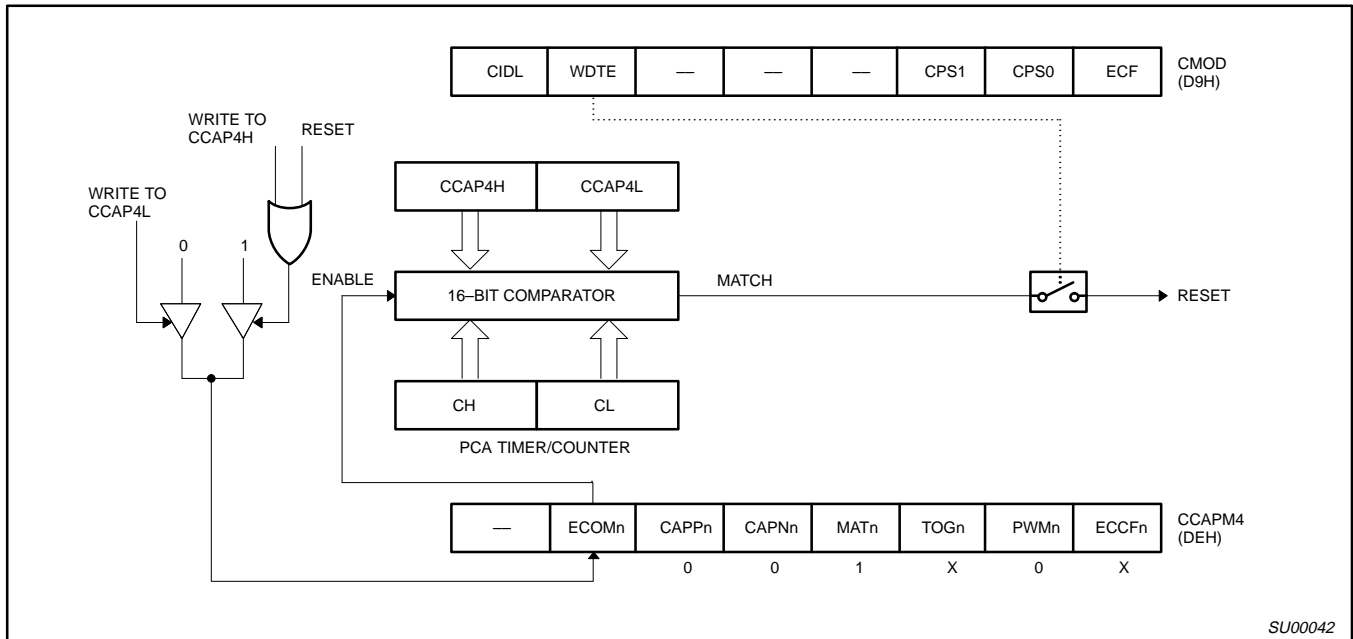 CIDL WDTE — — — CPS1 CPS0 ECF
CMOD
(D9H)
WRITE TO
CCAP4H
RESET
WRITE TO
CCAP4L
0 1
CCAP4H CCAP4L
ENABLE
16–BIT COMPARATOR
MATCH
RESET
CH CL
PCA TIMER/COUNTER
— ECOMn CAPPn CAPNn MATn TOGn PWMn ECCFn
CCAPM4
(DEH)
0 0 1 X 0 X
SU00042